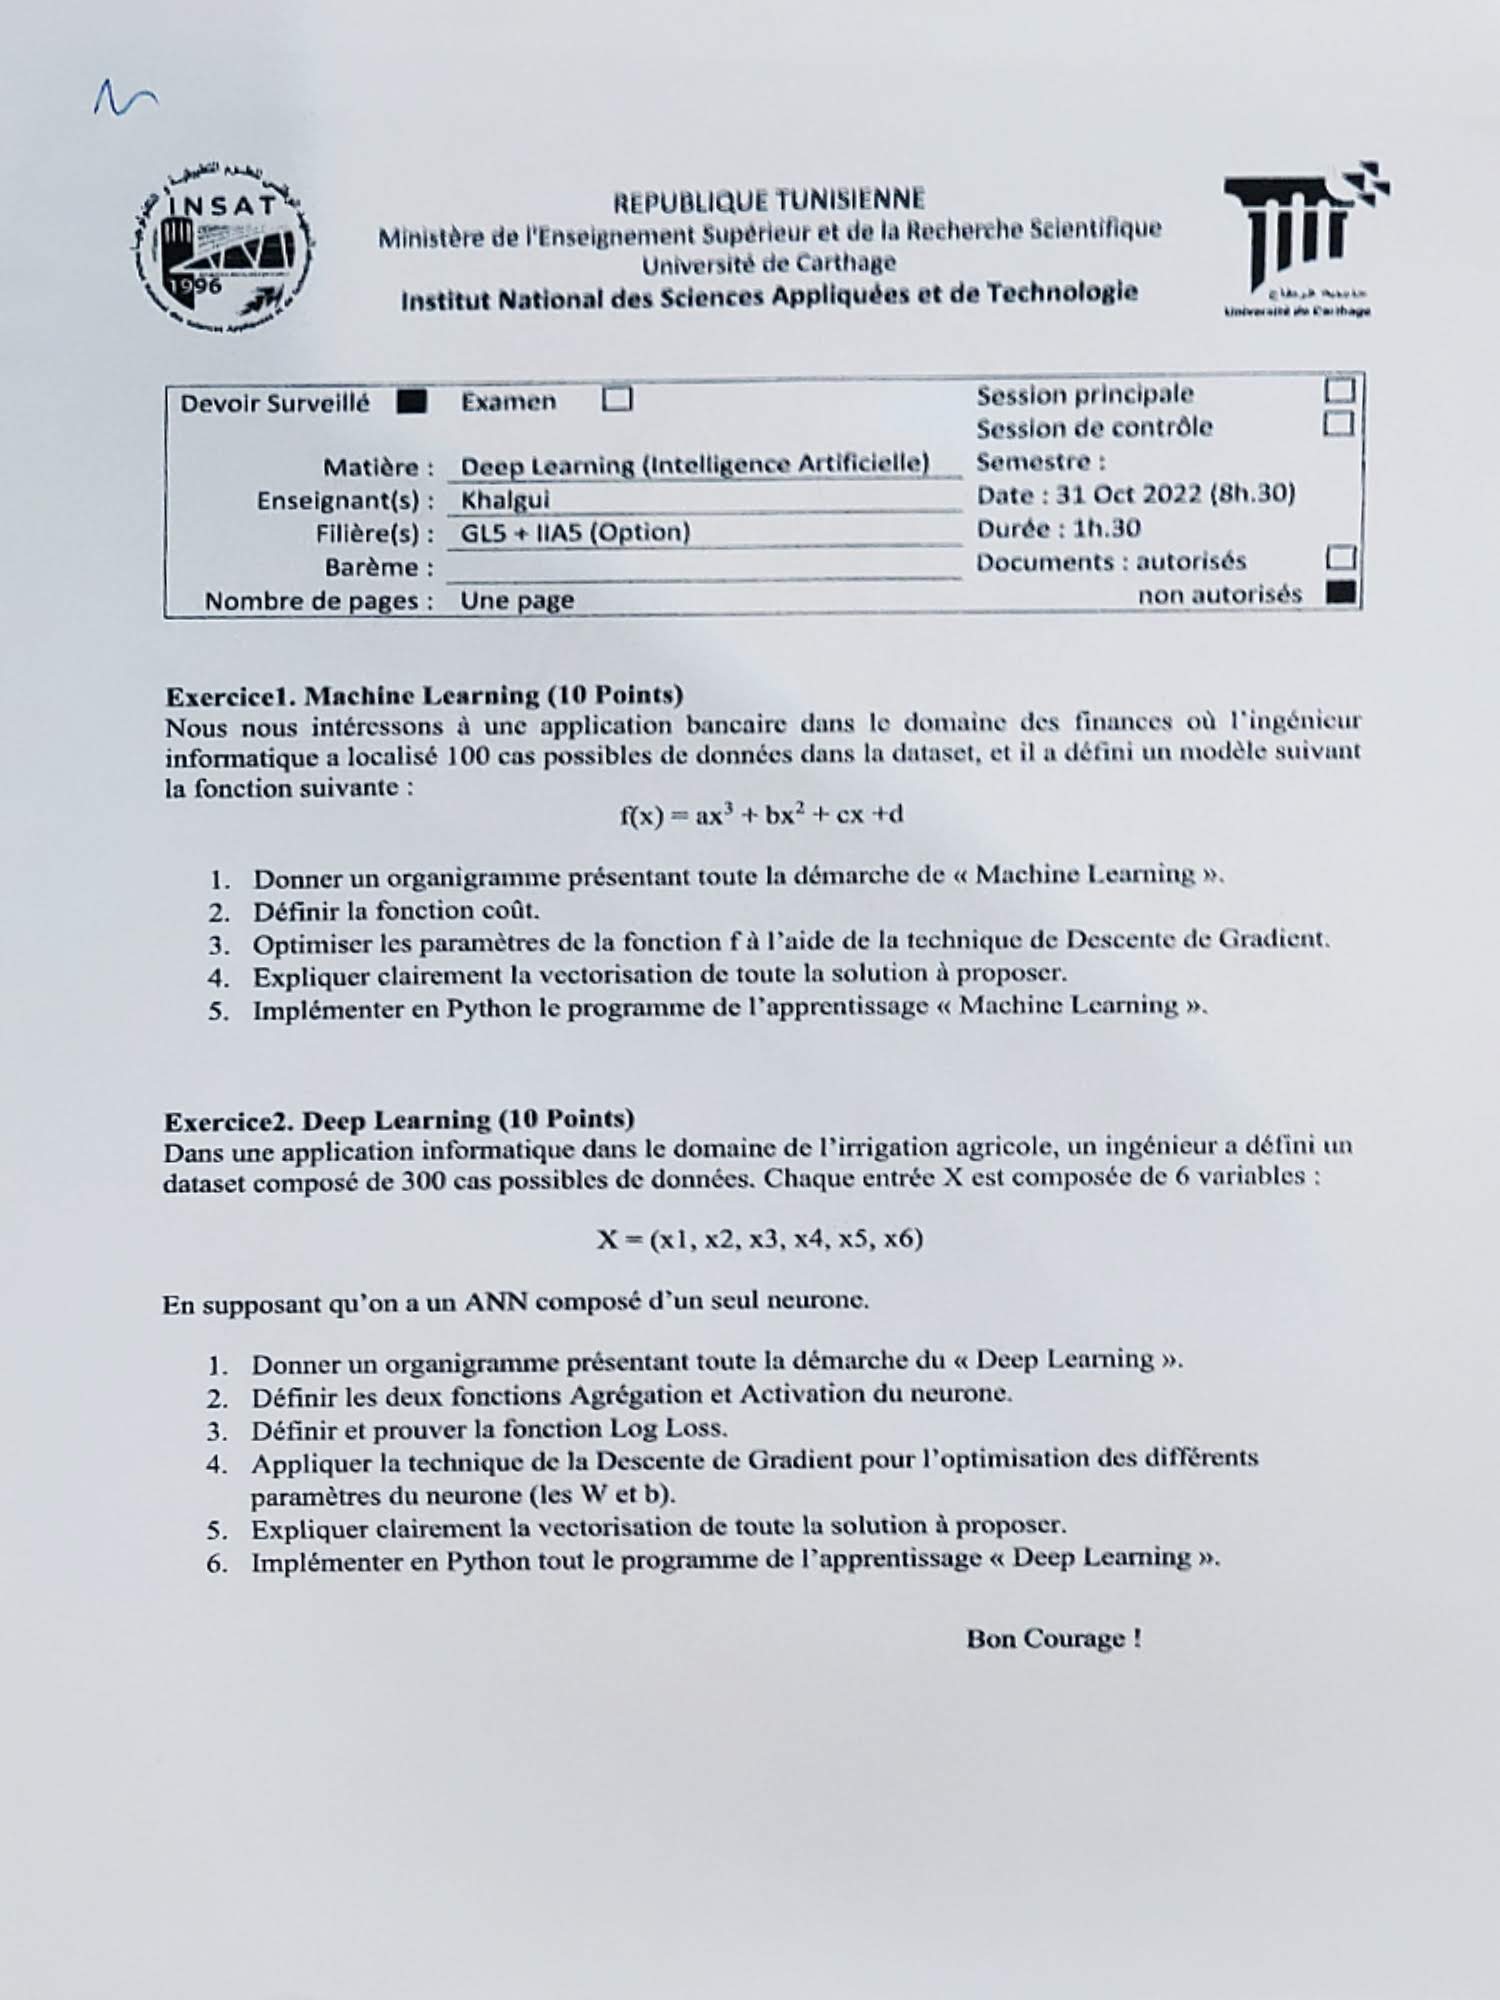 INSAT
1996
REPUBLIQUE TUNISIENNE
Ministère de l'Enseignement Supérieur et de la Recherche Scientifique
Université de Carthage
Institut National des Sciences Appliquées et de Technologie
Université de Carthage
Devoir Surveillé Examen Session principale
Session de contrôle
Matière : Deep Learning (Intelligence Artificielle) Semestre :
Enseignant(s) : Khalgui Date : 31 Oct 2022 (8h.30)
Filière(s) : GL5 + IIA5 (Option) Durée : 1h.30
Barème : Documents : autorisés
Nombre de pages : Une page non autorisés
Exercice1. Machine Learning (10 Points)
Nous nous intéressons à une application bancaire dans le domaine des finances où l'ingénieur
informatique a localisé 100 cas possibles de données dans la dataset, et il a défini un modèle suivant
la fonction suivante :
f(x) = ax³ + bx² + cx +d
1. Donner un organigramme présentant toute la démarche de « Machine Learning ».
2. Définir la fonction coût.
3. Optimiser les paramètres de la fonction f à l'aide de la technique de Descente de Gradient.
4. Expliquer clairement la vectorisation de toute la solution à proposer.
5. Implémenter en Python le programme de l'apprentissage « Machine Learning ».
Exercice2. Deep Learning (10 Points)
Dans une application informatique dans le domaine de l'irrigation agricole, un ingénieur a défini un
dataset composé de 300 cas possibles de données. Chaque entrée X est composée de 6 variables :
X = (x1, x2, x3, x4, x5, x6)
En supposant qu'on a un ANN composé d'un seul neurone.
1. Donner un organigramme présentant toute la démarche du « Deep Learning ».
2. Définir les deux fonctions Agrégation et Activation du neurone.
3. Définir et prouver la fonction Log Loss.
4. Appliquer la technique de la Descente de Gradient pour l'optimisation des différents
paramètres du neurone (les W et b).
5. Expliquer clairement la vectorisation de toute la solution à proposer.
6. Implémenter en Python tout le programme de l'apprentissage « Deep Learning ».
Bon Courage !